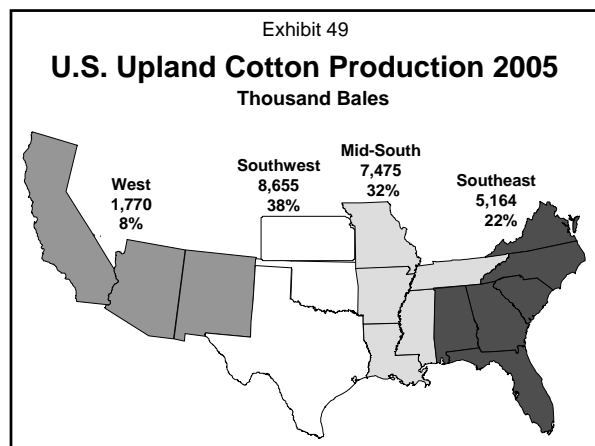 Exhibit 49
U.S. Upland Cotton Production 2005
Thousand Bales
West
1,770
8%
Southwest
8,655
38%
Mid-South
7,475
32%
Southeast
5,164
22%